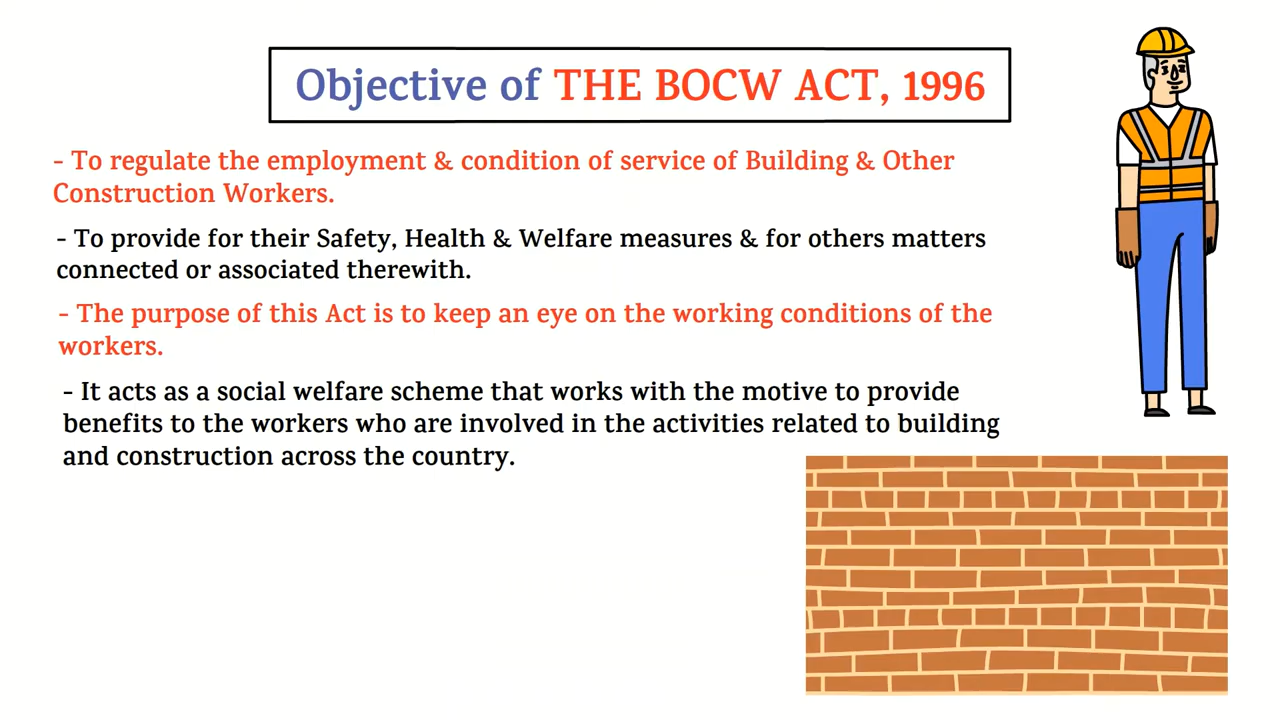 Objective of THE BOCW ACT, 1996
- To regulate the employment & condition of service of Building & Other
Construction Workers.
- To provide for their Safety, Health & Welfare measures & for others matters
connected or associated therewith.
- The purpose of this Act is to keep an eye on the working conditions of the
workers.
- It acts as a social welfare scheme that works with the motive to provide
benefits to the workers who are involved in the activities related to building
and construction across the country.